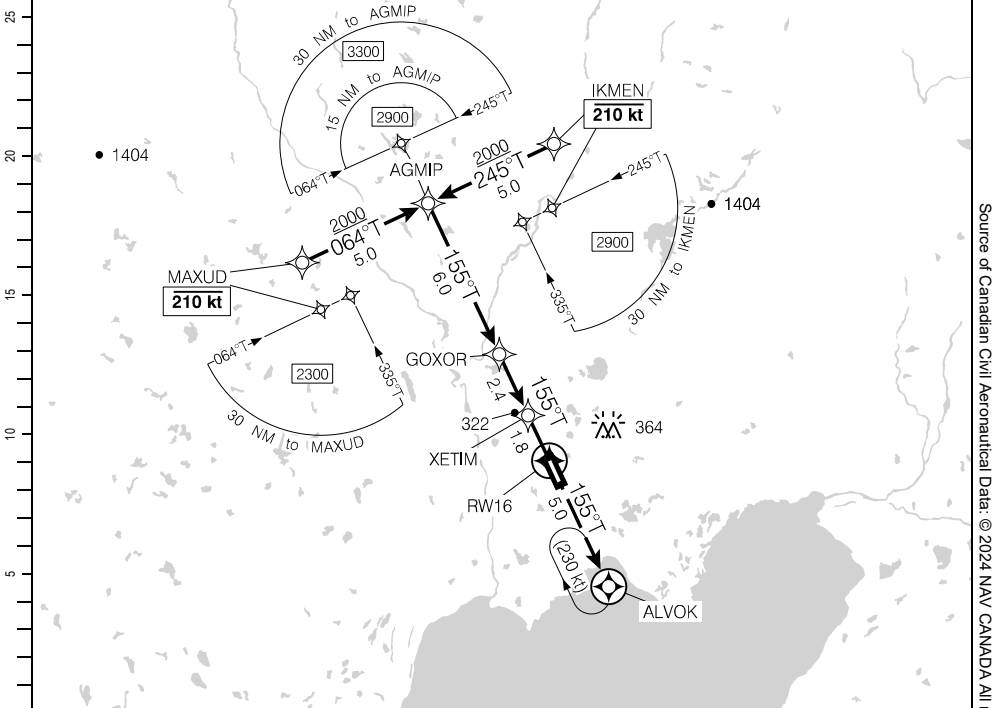 25
20
15
10
5
30 NM to AGMIP
3300
15 NM to AGMIP
2900
245°T
064°T
AGMIP
IKMEN
210 kt
2000
245°T
5.0
1404
1404
2000
064°T
5.0
MAXUD
210 kt
245°T
2900
335°T
30 NM to IKMEN
155°T
6.0
064°T
2300
335°T
30 NM to MAXUD
GOXOR
2.4
155°T
322
XETIM
1.8
364
RW16
155°T
5.0
(230 kt)
ALVOK
Source of Canadian Civil Aeronautical Data: © 2024 NAV CANADA All